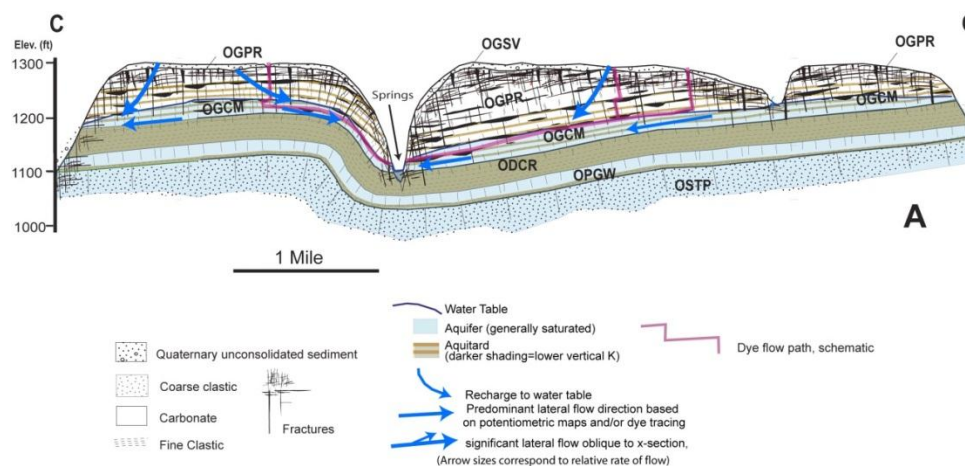 C
C
Elev. (ft)
1300
1200
1100
1000
OGPR
OGSV
OGPR
Springs
OGPR
OGCM
OGCM
OGCM
ODCR
OPGW
OSTP
A
1 Mile
Water Table
Aquifer (generally saturated)
Aquitard
(darker shading=lower vertical K)
Dye flow path, schematic
Quaternary unconsolidated sediment
Coarse clastic
Carbonate
Fine Clastic
Fractures
Recharge to water table
Predominant lateral flow direction based
on potentiometric maps and/or dye tracing
significant lateral flow oblique to x-section,
(Arrow sizes correspond to relative rate of flow)